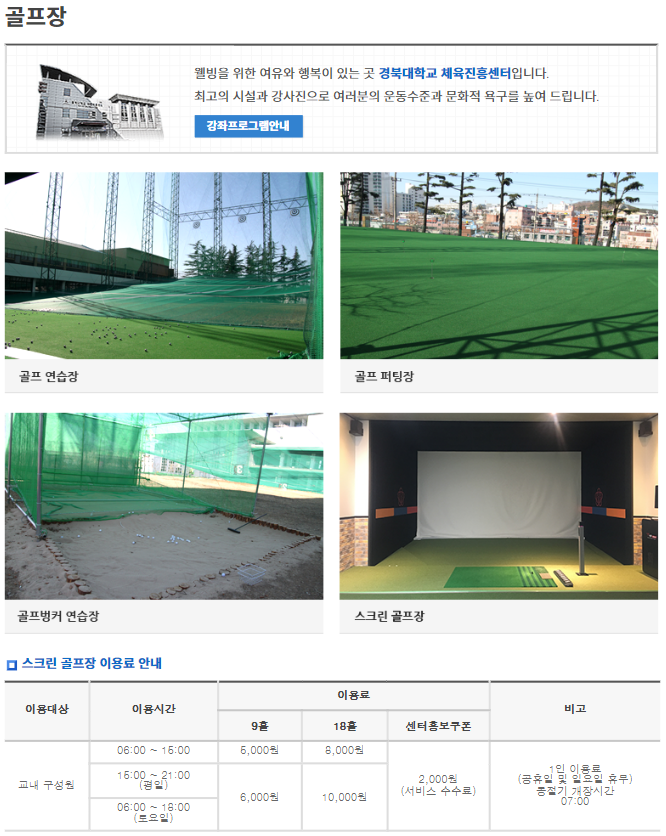 골프장
웰빙을 위한 여유와 행복이 있는 곳 경북대학교 체육진흥센터입니다.
최고의 시설과 강사진으로 여러분의 운동수준과 문화적 욕구를 높여 드립니다.
강좌프로그램안내
골프 연습장
골프 퍼팅장
골프벙커 연습장
스크린 골프장
스크린 골프장 이용료 안내
이용대상 이용시간 이용료 비고
9홀 18홀 센터홍보쿠폰
교내 구성원
06:00 ~ 15:00 5,000원 8,000원
15:00 ~ 21:00
(평일)
06:00 ~ 18:00
(토요일)
6,000원 10,000원
2,000원
(서비스 수수료)
1인 이용료
(공휴일 및 일요일 휴무)
동절기 개장시간
07:00